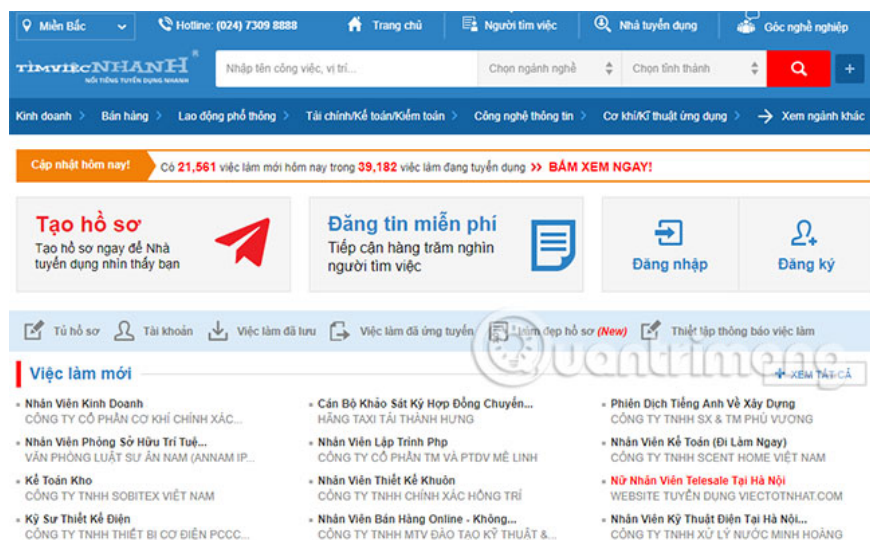 Miền Bắc
Hotline: (024) 7309 8888
Trang chủ
Người tìm việc
Nhà tuyển dụng
Góc nghề nghiệp
TÌMVIỆCNHANH
NỔI TIẾNG TUYỂN DỤNG NHANH
Nhập tên công việc, vị trí...
Chọn ngành nghề
Chọn tỉnh thành
Kinh doanh
Bán hàng
Lao động phổ thông
Tài chính/Kế toán/Kiểm toán
Công nghệ thông tin
Cơ khí/Kĩ thuật ứng dụng
Xem ngành khác
Cập nhật hôm nay!
Có 21,561 việc làm mới hôm nay trong 39,182 việc làm đang tuyển dụng >> BẤM XEM NGAY!
Tạo hồ sơ
Tạo hồ sơ ngay để Nhà
tuyển dụng nhìn thấy bạn
Đăng tin miễn phí
Tiếp cận hàng trăm nghìn
người tìm việc
Đăng nhập
Đăng ký
Tủ hồ sơ
Tài khoản
Việc làm đã lưu
Việc làm đã ứng tuyển
Làm đẹp hồ sơ (New)
Thiết lập thông báo việc làm
Quantrimang
Việc làm mới
XEM TẤT CẢ
Nhân Viên Kinh Doanh
CÔNG TY CỔ PHẦN CƠ KHÍ CHÍNH XÁC...
Cán Bộ Khảo Sát Ký Hợp Đồng Chuyển...
HÃNG TAXI TẢI THÀNH HƯNG
Phiên Dịch Tiếng Anh Về Xây Dựng
CÔNG TY TNHH SX & TM PHÚ VƯƠNG
Nhân Viên Phòng Sở Hữu Trí Tuệ...
VĂN PHÒNG LUẬT SƯ ÂN NAM (ANNAM IP...
Nhân Viên Lập Trình Php
CÔNG TY CỔ PHẦN TM VÀ PTDV MÊ LINH
Nhân Viên Kế Toán (Đi Làm Ngay)
CÔNG TY TNHH SCENT HOME VIỆT NAM
Kế Toán Kho
CÔNG TY TNHH SOBITEX VIỆT NAM
Nhân Viên Thiết Kế Khuôn
CÔNG TY TNHH CHÍNH XÁC HỒNG TRÍ
Nữ Nhân Viên Telesale Tại Hà Nội
WEBSITE TUYỂN DỤNG VIECTOTNHAT.COM
Kỹ Sư Thiết Kế Điện
CÔNG TY TNHH THIẾT BỊ CƠ ĐIỆN PCCC...
Nhân Viên Bán Hàng Online - Không...
CÔNG TY TNHH MTV ĐÀO TẠO KỸ THUẬT &...
Nhân Viên Kỹ Thuật Điện Tại Hà Nội...
CÔNG TY TNHH XỬ LÝ NƯỚC MINH HOÀNG